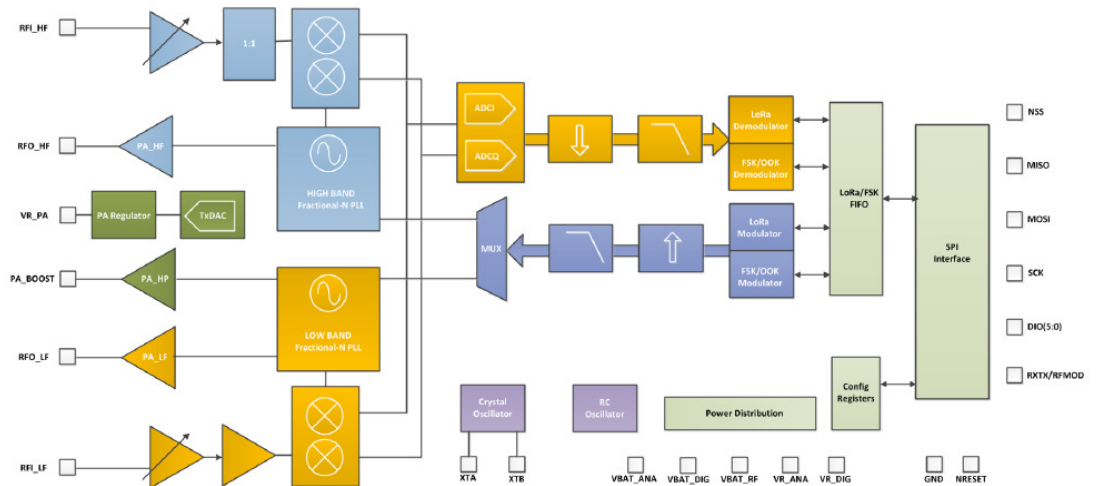 RFI_HF
1:1
ADCI
ADCQ
LoRa
Demodulator
FSK/OOK
Demodulator
NSS
RFO_HF
PA_HF
HIGH BAND
Fractional-N PLL
LoRa/FSK
FIFO
MISO
VR_PA
PA Regulator
TxDAC
MUX
LoRa
Modulator
FSK/OOK
Modulator
SPI
Interface
MOSI
PA_BOOST
PA_HP
SCK
LOW BAND
Fractional-N PLL
RFO_LF
PA_LF
DIO(5:0)
RXTX/RFMOD
Crystal
Oscillator
RC
Oscillator
Power Distribution
Config
Registers
RFI_LF
XTA
XTB
VBAT_ANA
VBAT_DIG
VBAT_RF
VR_ANA
VR_DIG
GND
NRESET